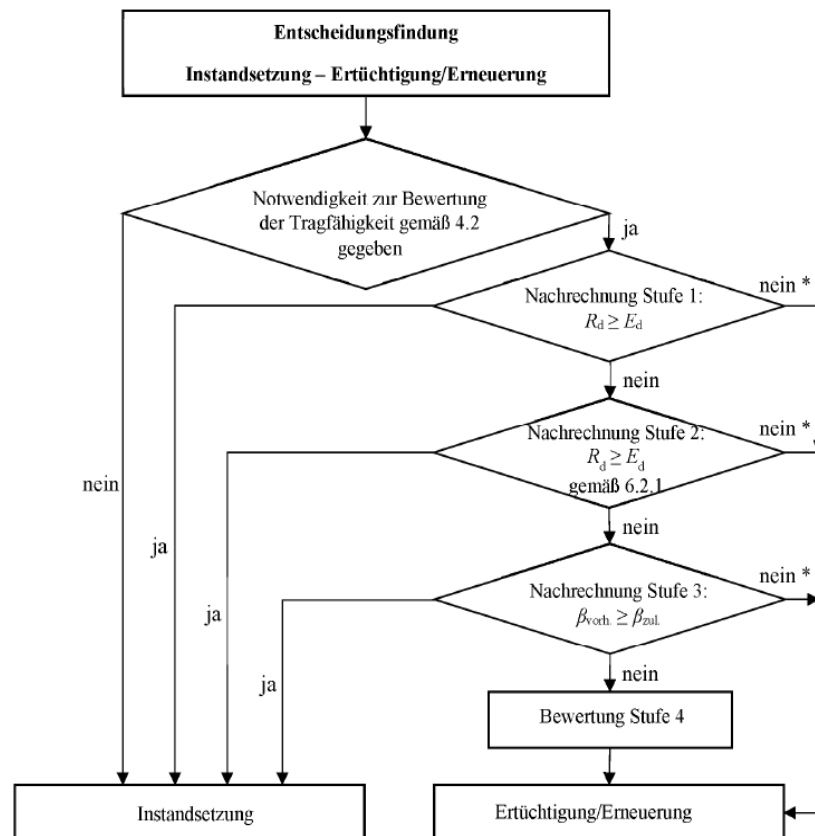 Entscheidungsfindung
Instandsetzung – Ertüchtigung/Erneuerung
Notwendigkeit zur Bewertung
der Tragfähigkeit gemäß 4.2
gegeben
ja
Nachrechnung Stufe 1:
R_d ≥ E_d
nein *
nein
Nachrechnung Stufe 2:
R_d ≥ E_d
gemäß 6.2.1
nein *
nein
nein
ja
Nachrechnung Stufe 3:
β_vorh. ≥ β_zul.
nein *
ja
nein
ja
Bewertung Stufe 4
Instandsetzung
Ertüchtigung/Erneuerung